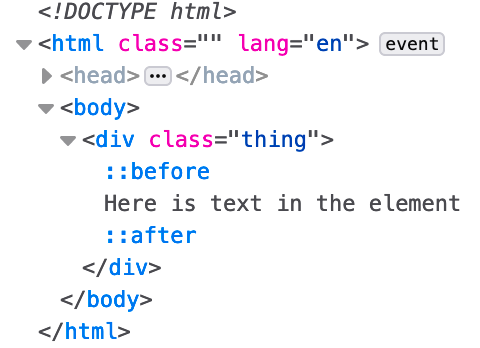 <!DOCTYPE html>
<html class="" lang="en"> event
<head> ••• </head>
<body>
<div class="thing">
::before
Here is text in the element
::after
</div>
</body>
</html>